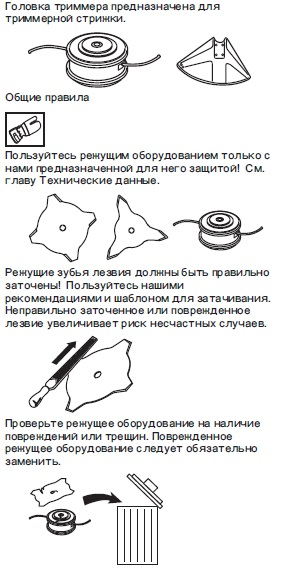 Головка триммера предназначена для
триммерной стрижки.
Общие правила
Пользуйтесь режущим оборудованием только с
нами предназначенной для него защитой! См.
главу Технические данные.
Режущие зубья лезвия должны быть правильно
заточены! Пользуйтесь нашими
рекомендациями и шаблоном для затачивания.
Неправильно заточенное или поврежденное
лезвие увеличивает риск несчастных случаев.
Проверьте режущее оборудование на наличие
повреждений или трещин. Поврежденное
режущее оборудование следует обязательно
заменить.